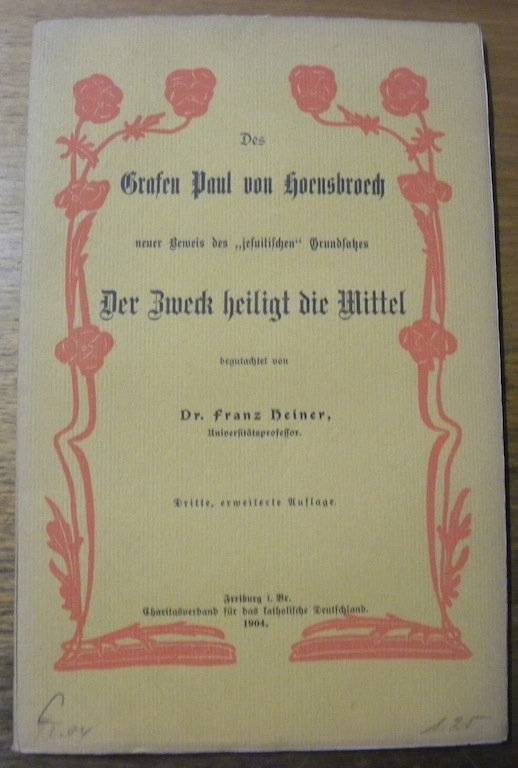 Des
Grafen Paul von Hoensbroech
neuer Beweis des „jesuitischen“ Grundsatzes
Der Zweck heiligt die Mittel
begutachtet von
Dr. Franz Heiner,
Universitätsprofessor.
Dritte, erweiterte Auflage.
Freiburg i. Br.
Charitasverband für das katholische Deutschland.
1904.
1.25